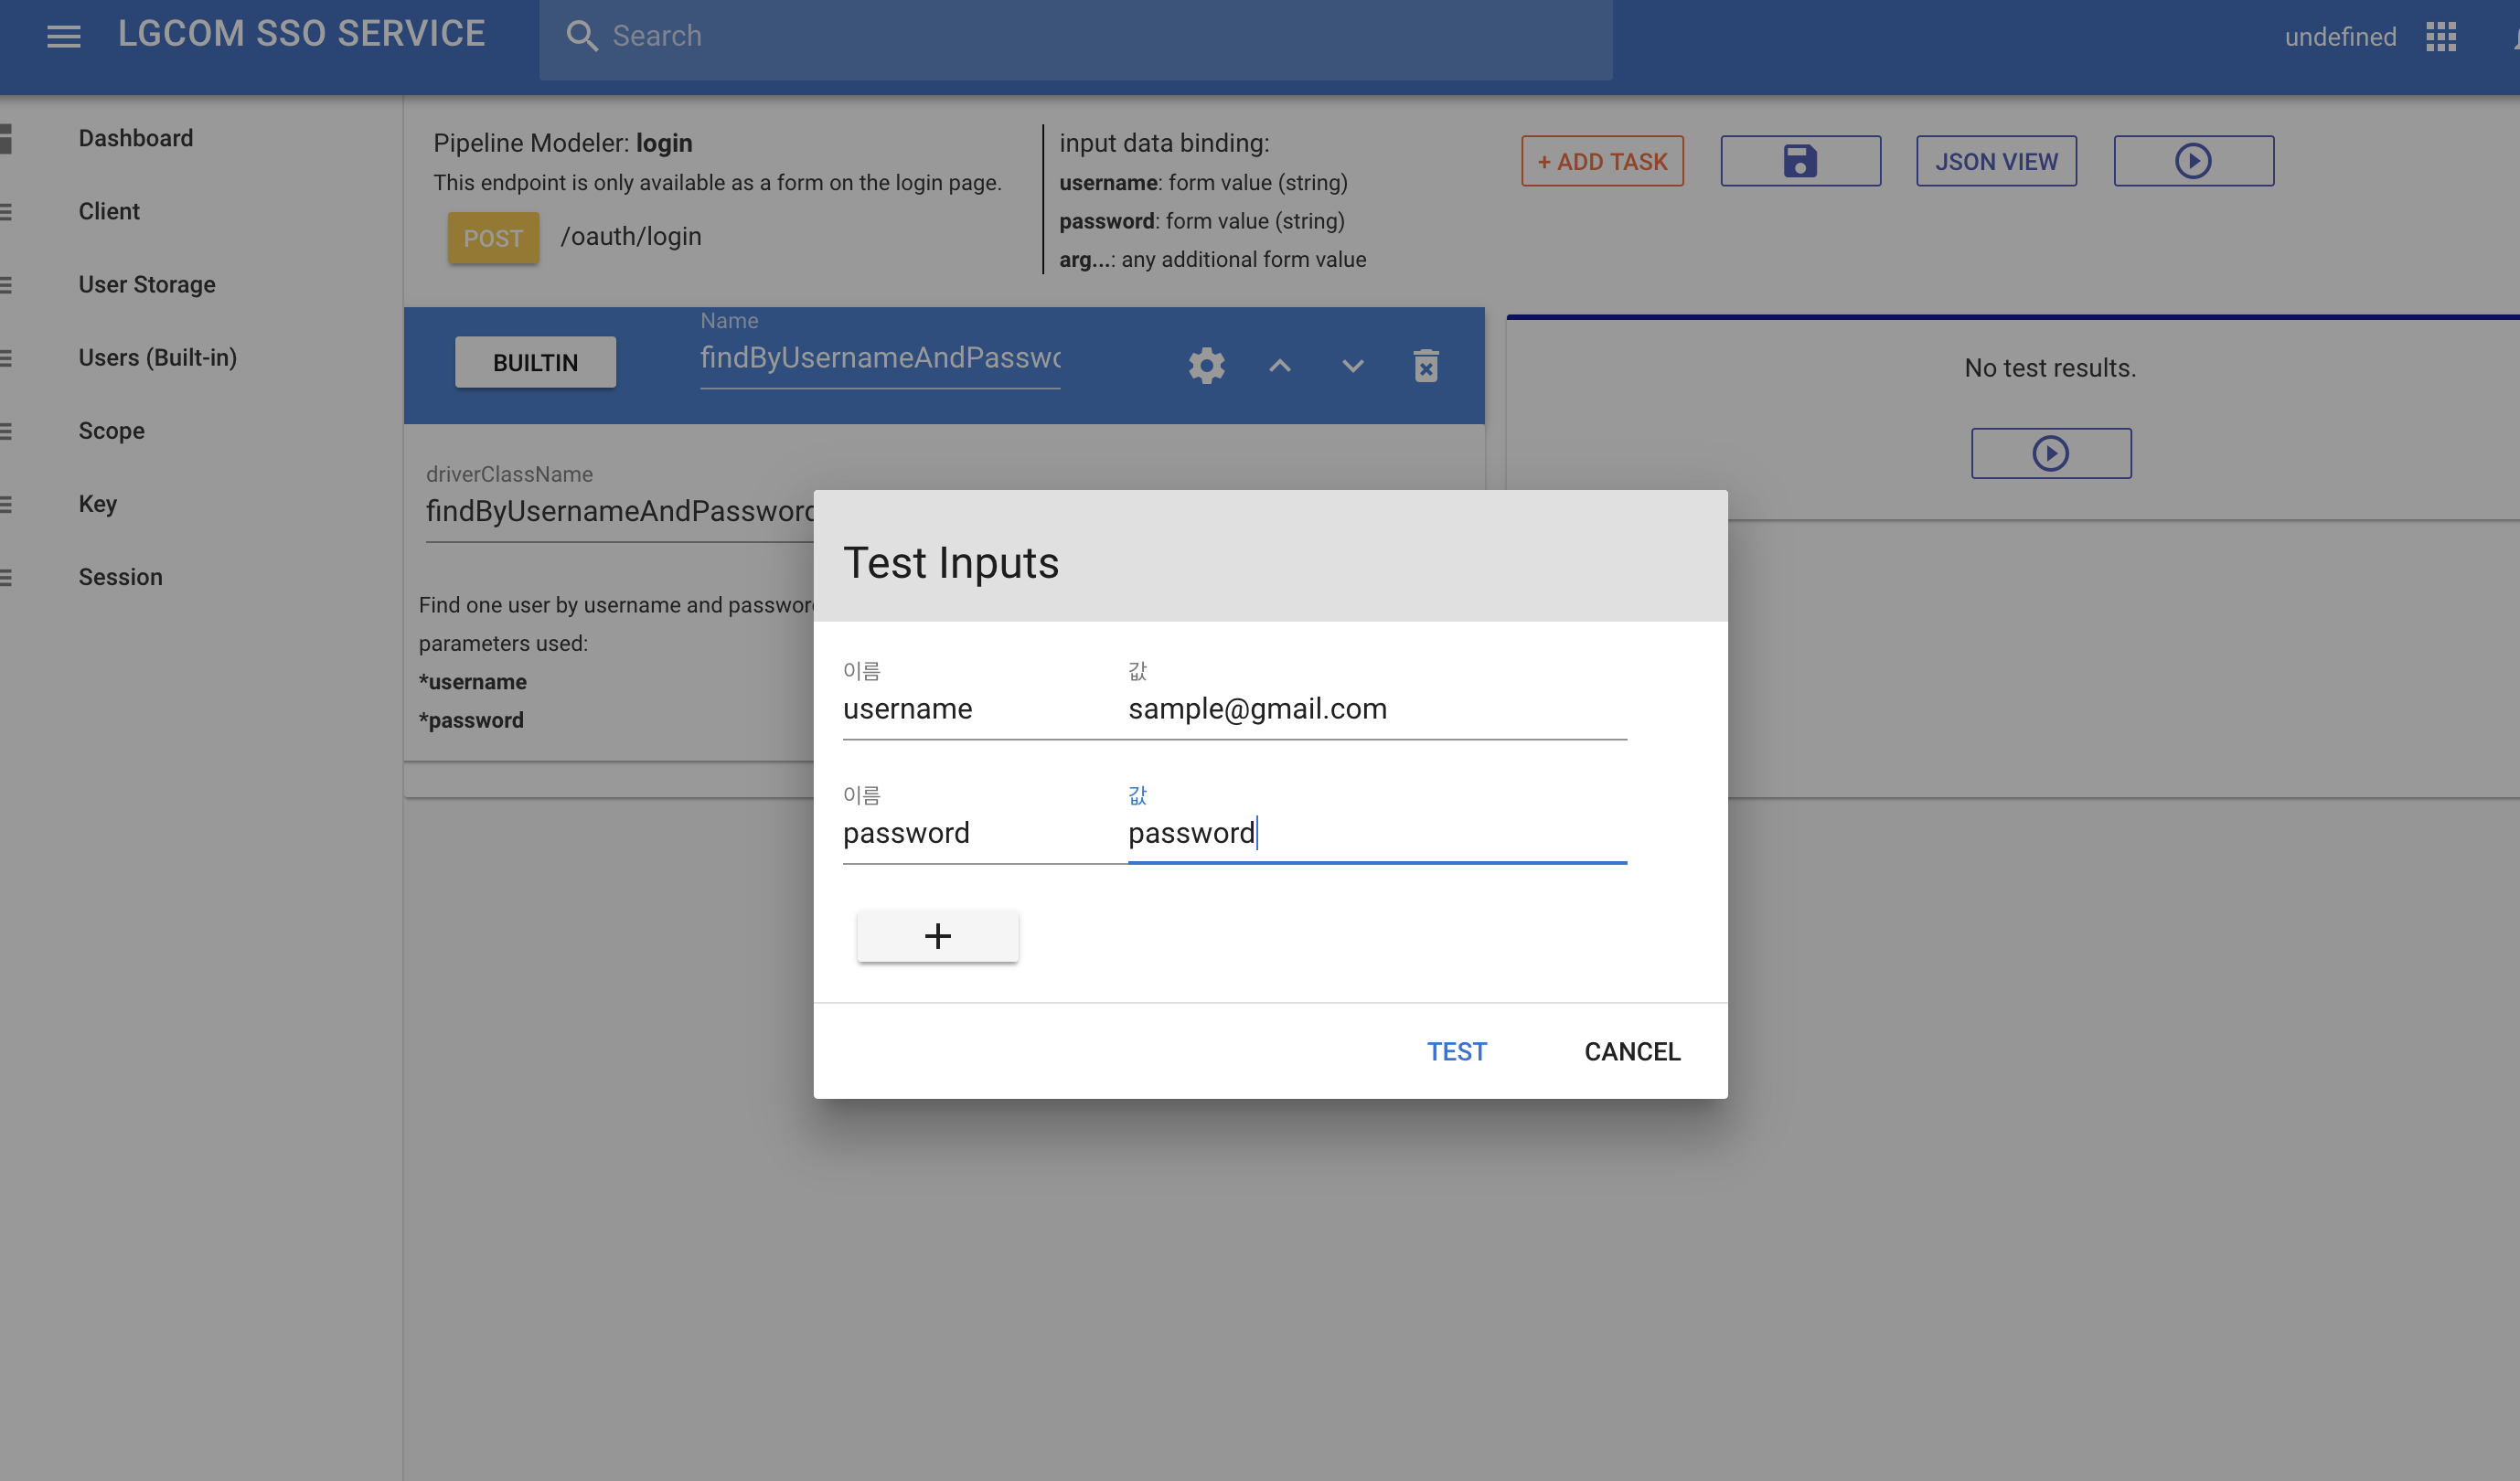 LGCOM SSO SERVICE
Search
undefined
Dashboard
Client
User Storage
Users (Built-in)
Scope
Key
Session
Pipeline Modeler: login
This endpoint is only available as a form on the login page.
POST /oauth/login
input data binding:
username: form value (string)
password: form value (string)
arg...: any additional form value
+ ADD TASK
JSON VIEW
BUILTIN
Name
findByUsernameAndPasswo
driverClassName
findByUsernameAndPassword
Find one user by username and password
parameters used:
*username
*password
No test results.
Test Inputs
이름 값
username sample@gmail.com
이름 값
password password
+
TEST CANCEL